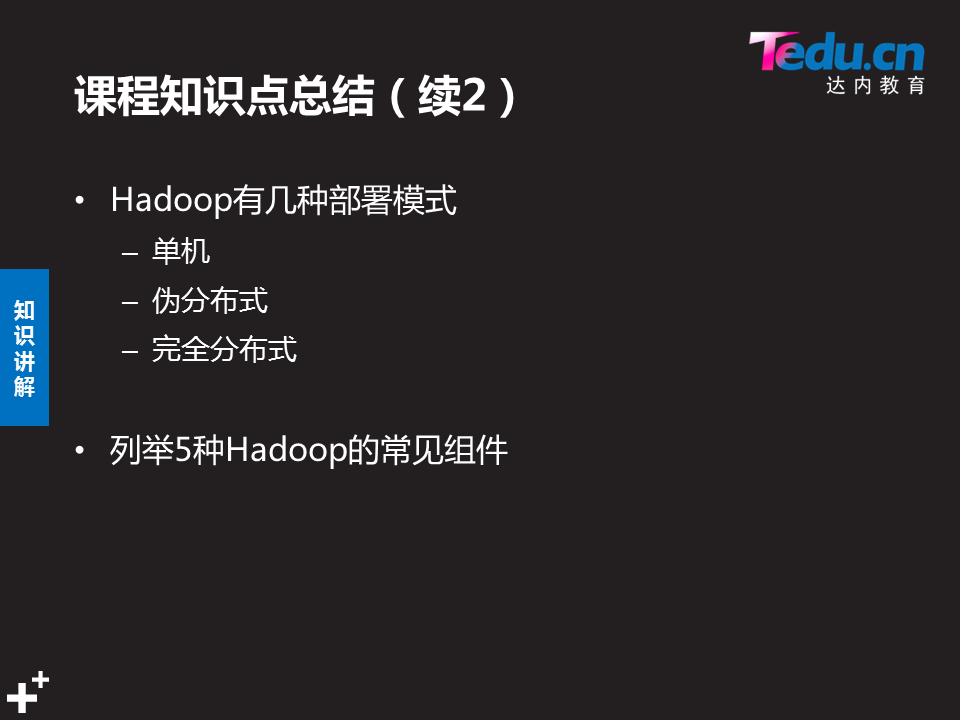 Tedu.cn
达内教育
课程知识点总结（续2）
• Hadoop有几种部署模式
– 单机
– 伪分布式
– 完全分布式
知识讲解
• 列举5种Hadoop的常见组件